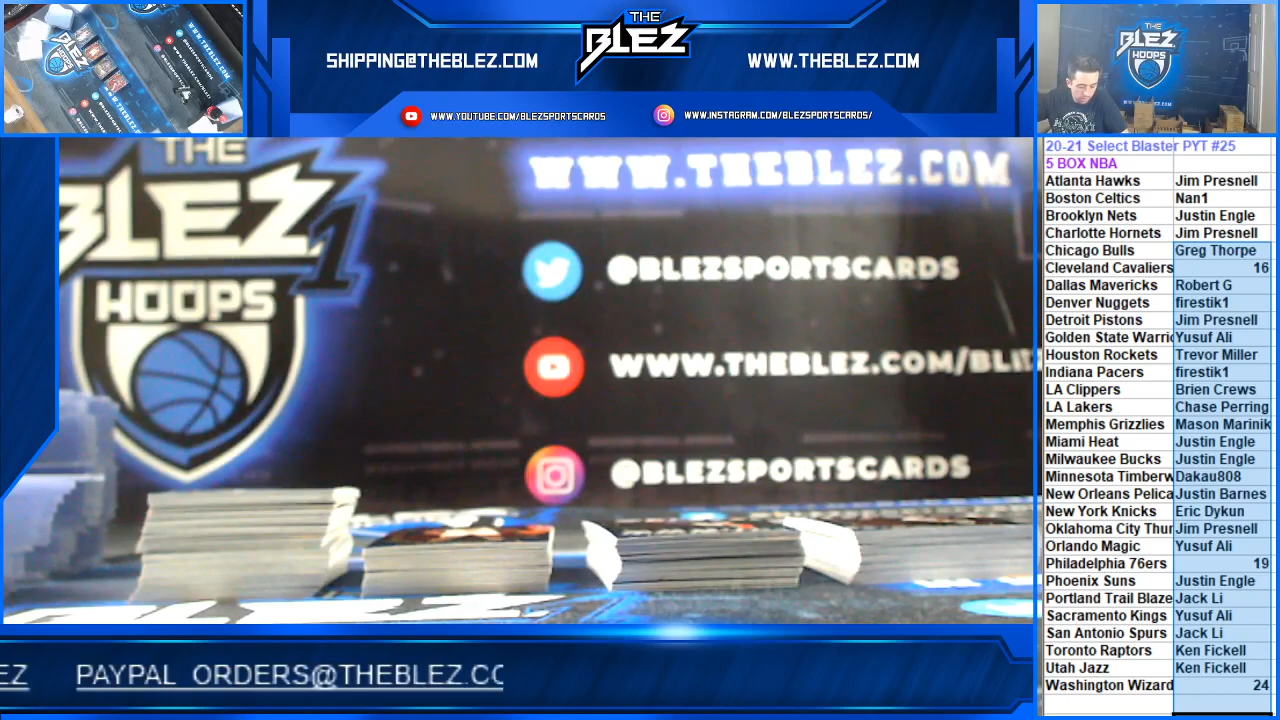 THE
BLEZ
SHIPPING@THEBLEZ.COM
WWW.THEBLEZ.COM
WWW.YOUTUBE.COM/BLEZSPORTSCARDS
WWW.INSTAGRAM.COM/BLEZSPORTSCARDS/
THE
BLEZ
HOOPS
THE
BLEZ
HOOPS
1
WWW.THEBLEZ.COM
@BLEZSPORTSCARDS
WWW.THEBLEZ.COM/BLE
@BLEZSPORTSCARDS
20-21 Select Blaster PYT #25
5 BOX NBA
Atlanta Hawks Jim Presnell
Boston Celtics Nan1
Brooklyn Nets Justin Engle
Charlotte Hornets Jim Presnell
Chicago Bulls Greg Thorpe
Cleveland Cavaliers 16
Dallas Mavericks Robert G
Denver Nuggets firestik1
Detroit Pistons Jim Presnell
Golden State Warric Yusuf Ali
Houston Rockets Trevor Miller
Indiana Pacers firestik1
LA Clippers Brien Crews
LA Lakers Chase Perring
Memphis Grizzlies Mason Marinik
Miami Heat Justin Engle
Milwaukee Bucks Justin Engle
Minnesota Timberw Dakau808
New Orleans Pelica Justin Barnes
New York Knicks Eric Dykun
Oklahoma City Thur Jim Presnell
Orlando Magic Yusuf Ali
Philadelphia 76ers 19
Phoenix Suns Justin Engle
Portland Trail Blaze Jack Li
Sacramento Kings Yusuf Ali
San Antonio Spurs Jack Li
Toronto Raptors Ken Fickell
Utah Jazz Ken Fickell
Washington Wizard 24
EZ PAYPAL ORDERS@THEBLEZ.CO